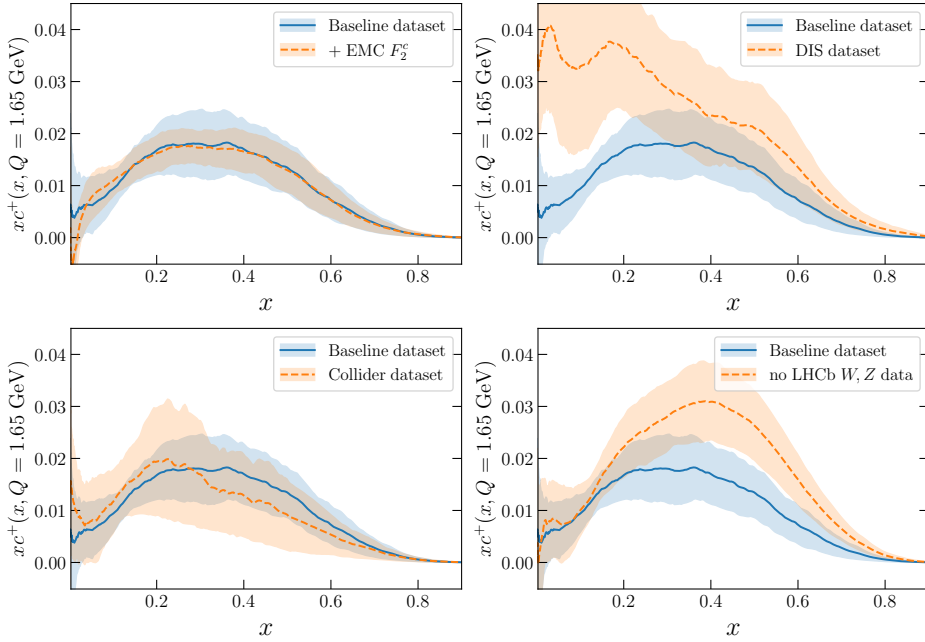 Baseline dataset
+ EMC $F_2^c$
$xc^+(x, Q = 1.65\ \mathrm{GeV})$
0.04
0.03
0.02
0.01
0.00
0.2 0.4 0.6 0.8
$x$
Baseline dataset
DIS dataset
$xc^+(x, Q = 1.65\ \mathrm{GeV})$
0.04
0.03
0.02
0.01
0.00
0.2 0.4 0.6 0.8
$x$
Baseline dataset
Collider dataset
$xc^+(x, Q = 1.65\ \mathrm{GeV})$
0.04
0.03
0.02
0.01
0.00
0.2 0.4 0.6 0.8
$x$
Baseline dataset
no LHCb $W, Z$ data
$xc^+(x, Q = 1.65\ \mathrm{GeV})$
0.04
0.03
0.02
0.01
0.00
0.2 0.4 0.6 0.8
$x$